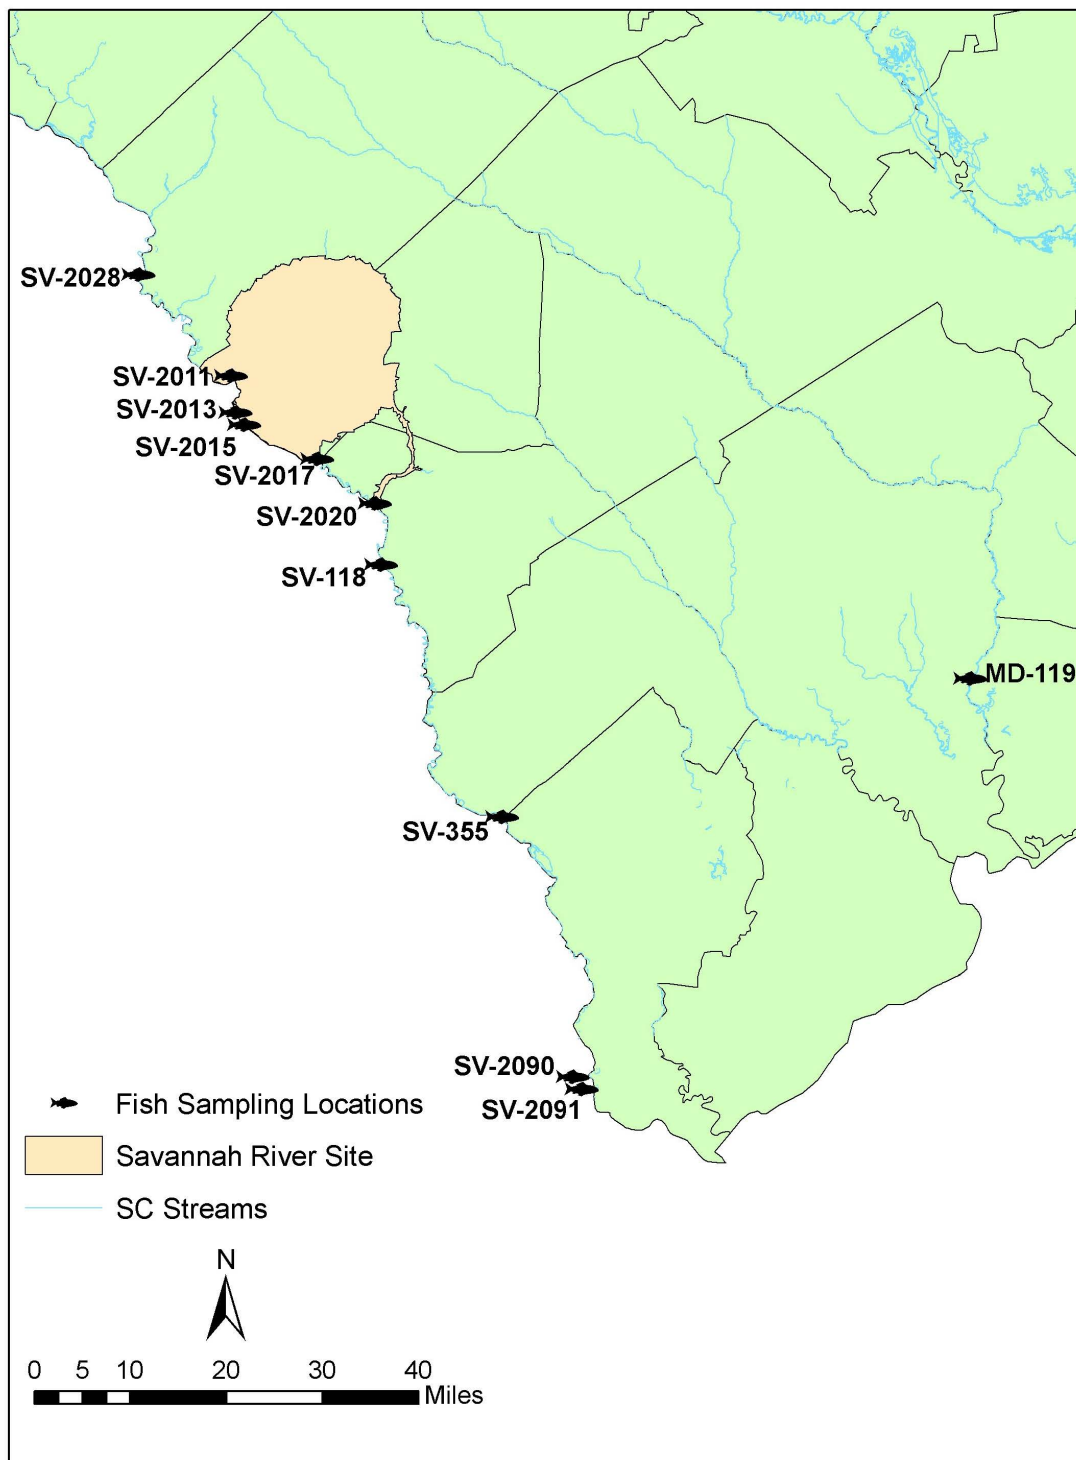 SV-2028
SV-2011
SV-2013
SV-2015
SV-2017
SV-2020
SV-118
MD-119
SV-355
SV-2090
SV-2091
Fish Sampling Locations
Savannah River Site
SC Streams
N
0 5 10 20 30 40
Miles